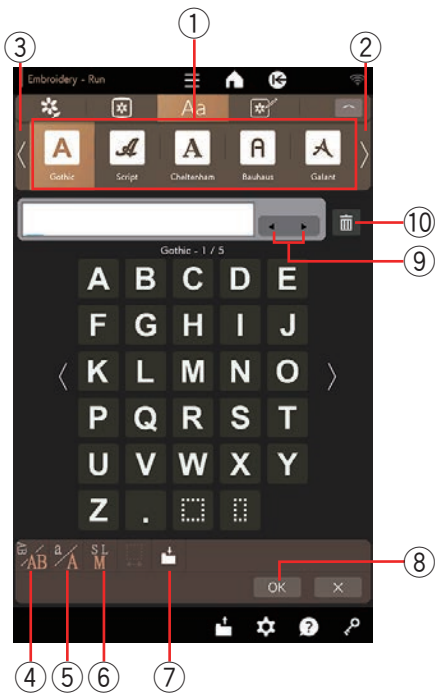 ①
③ ②
Embroidery - Run
Aa
A A A A A
Gothic Script Cheltenham Bauhaus Galant
⑩
⑨
Gothic - 1 / 5
A B C D E
F G H I J
K L M N O
P Q R S T
U V W X Y
Z .
AB a/A S L M
⑧
OK ×
④ ⑤ ⑥ ⑦